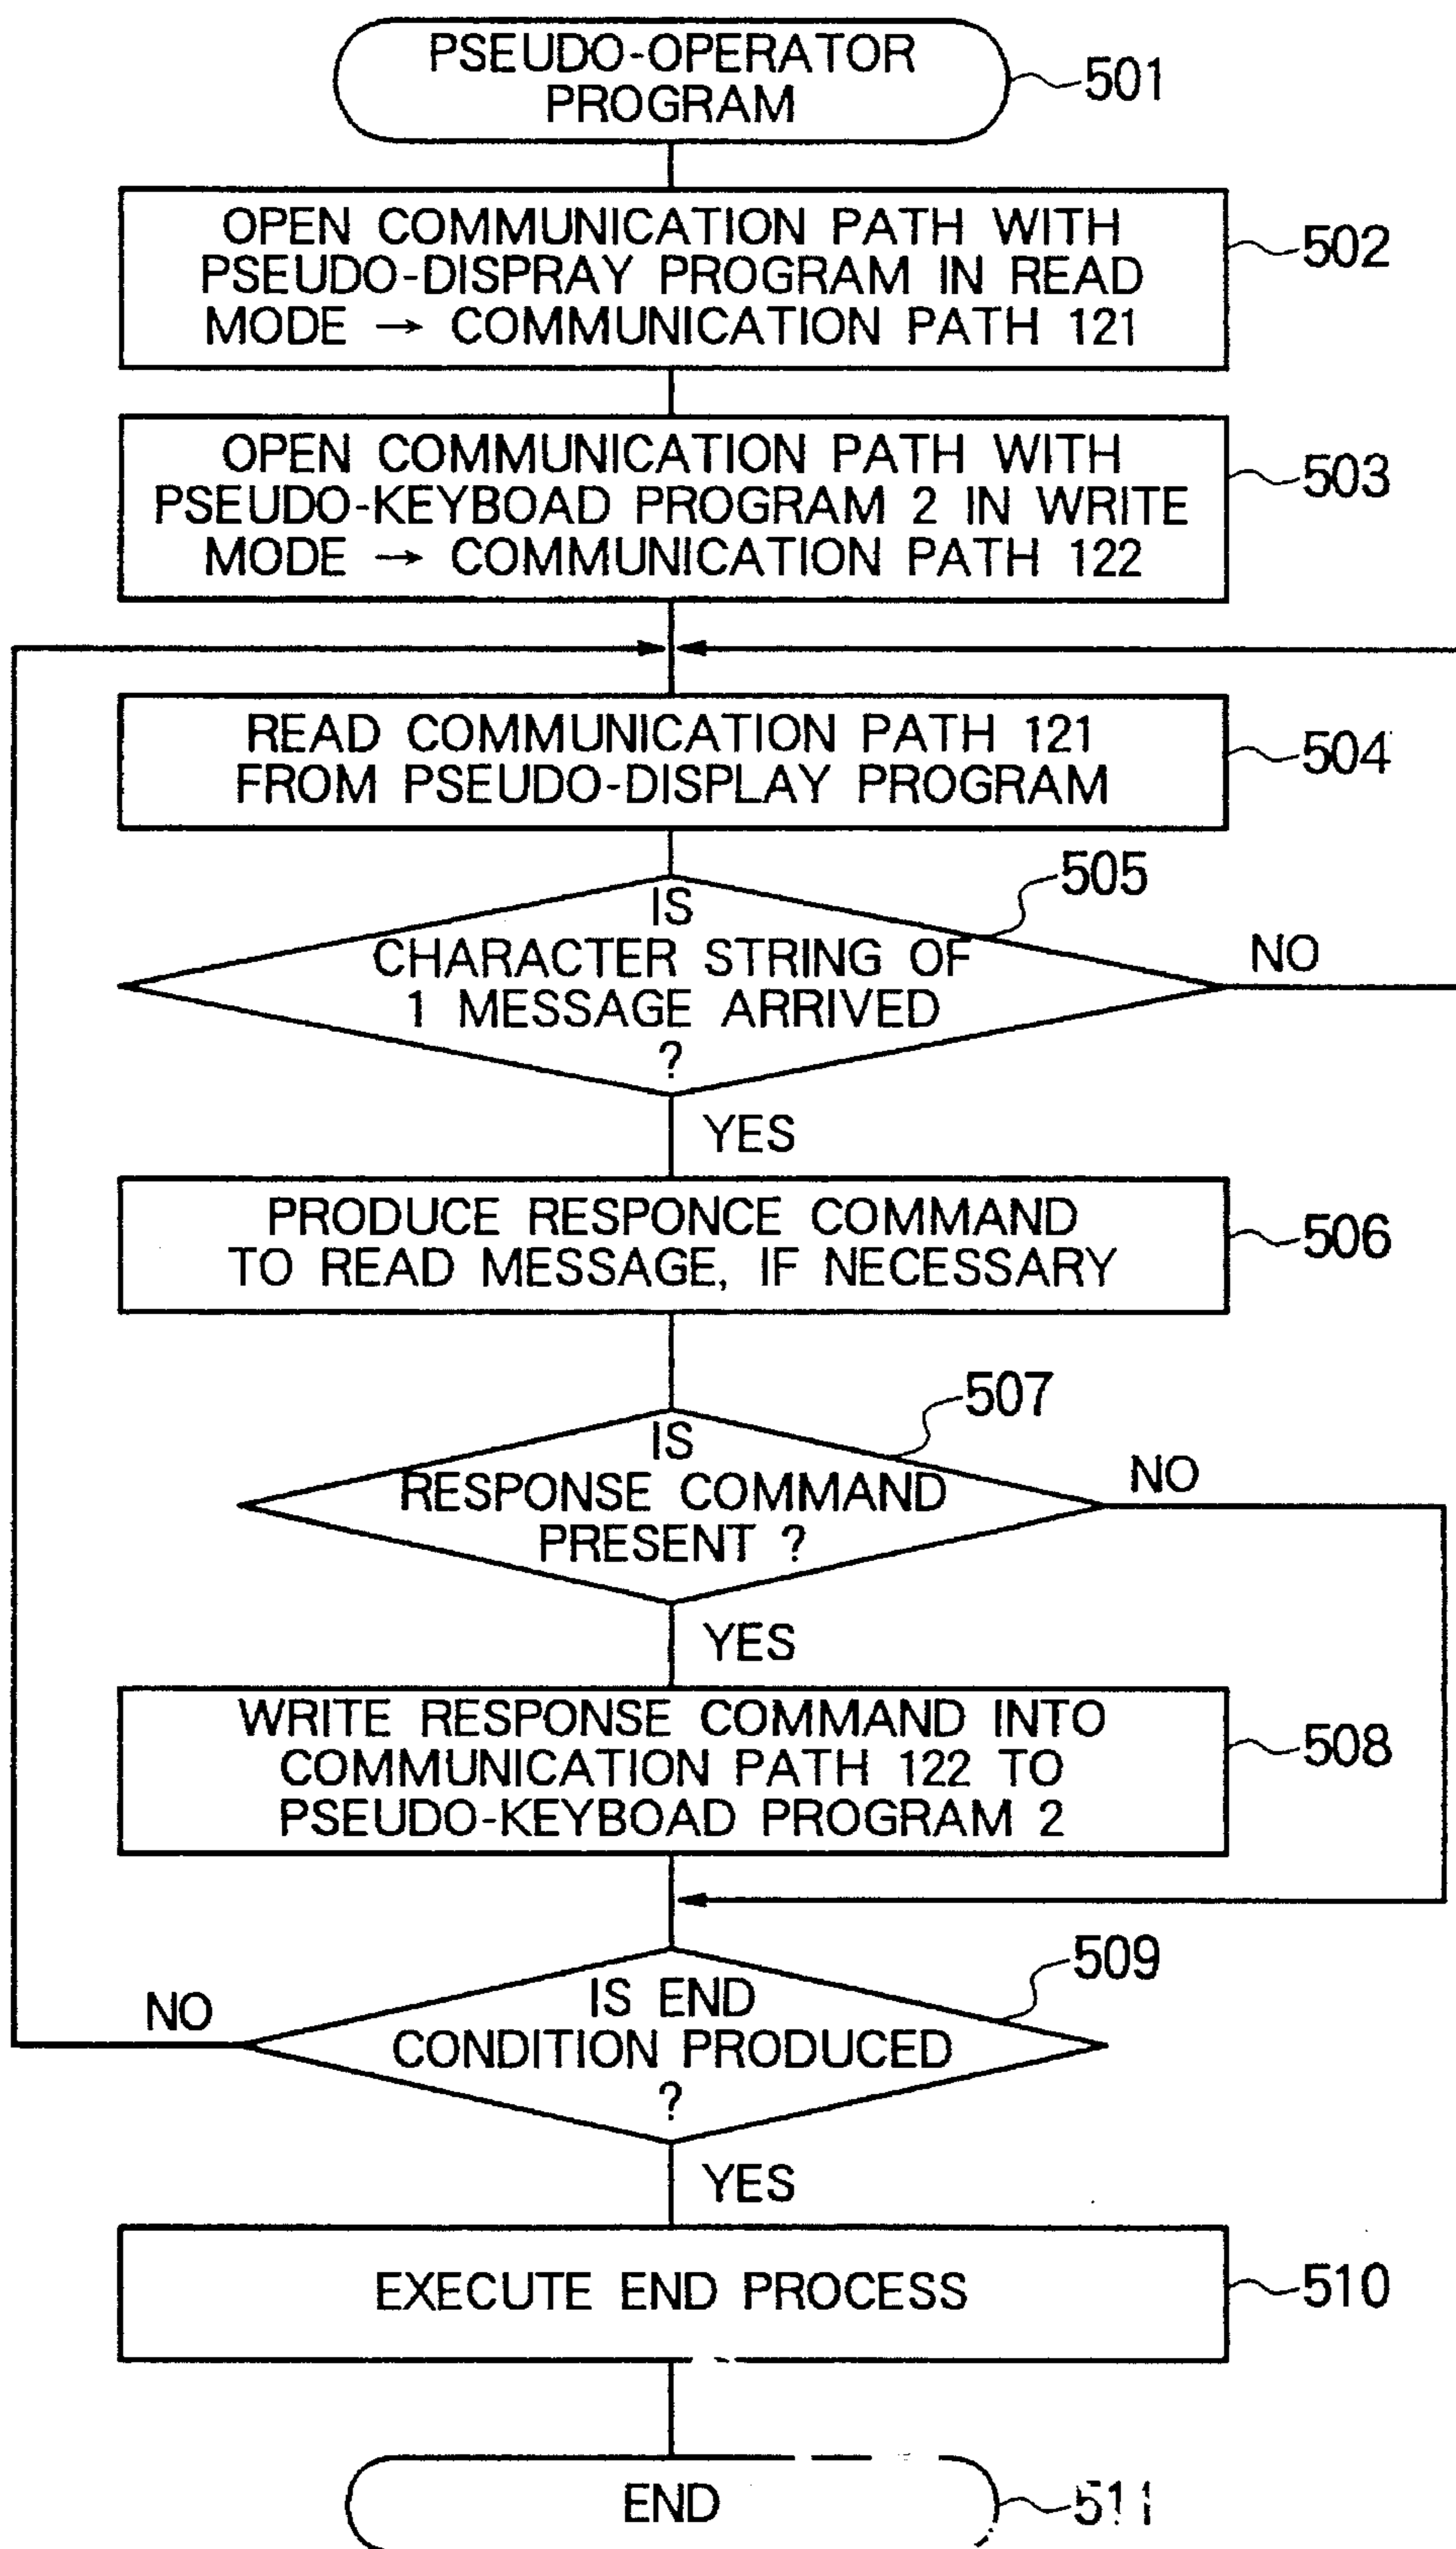 PSEUDO-OPERATOR
PROGRAM
501
OPEN COMMUNICATION PATH WITH
PSEUDO-DISPRAY PROGRAM IN READ
MODE → COMMUNICATION PATH 121
502
OPEN COMMUNICATION PATH WITH
PSEUDO-KEYBOAD PROGRAM 2 IN WRITE
MODE → COMMUNICATION PATH 122
503
READ COMMUNICATION PATH 121
FROM PSEUDO-DISPLAY PROGRAM
504
505
IS
CHARACTER STRING OF
1 MESSAGE ARRIVED
?
NO
YES
PRODUCE RESPONCE COMMAND
TO READ MESSAGE, IF NECESSARY
506
507
IS
RESPONSE COMMAND
PRESENT ?
NO
YES
WRITE RESPONSE COMMAND INTO
COMMUNICATION PATH 122 TO
PSEUDO-KEYBOAD PROGRAM 2
508
509
IS END
CONDITION PRODUCED
?
NO
YES
EXECUTE END PROCESS
510
END
511